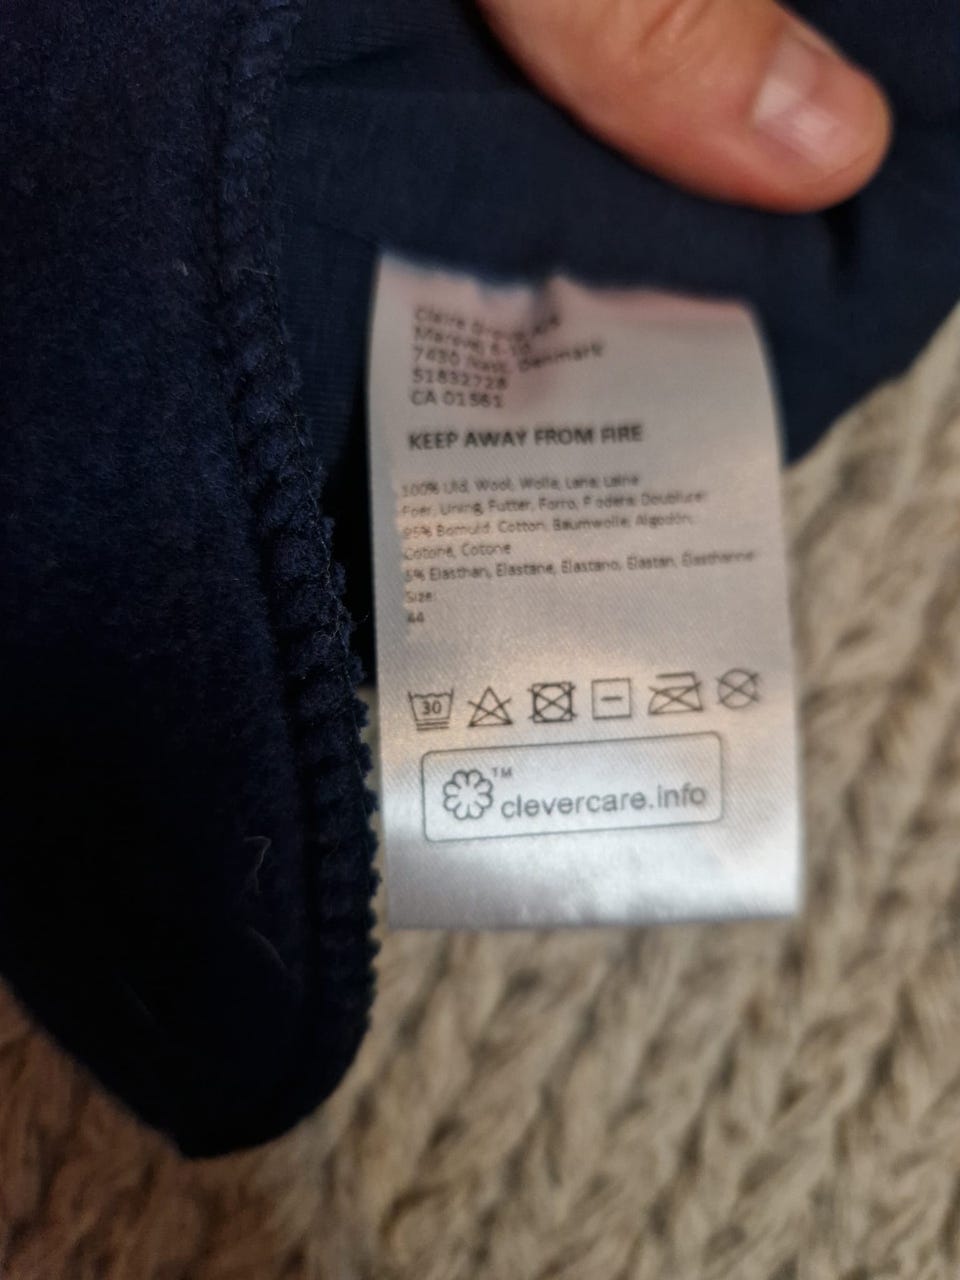 7430 Denmark
51832728
CA 01561
KEEP AWAY FROM FIRE
100% Uld, Wool, Wolle, Lana, Laine
Foer, Lining, Futter, Forro, Fodera, Doublure:
95% Bomuld, Cotton, Baumwolle, Algodón,
Cotone, Cotone
5% Elasthan, Elastane, Elastano, Elastan, Élasthanne
Size:
44
30
TM
clevercare.info